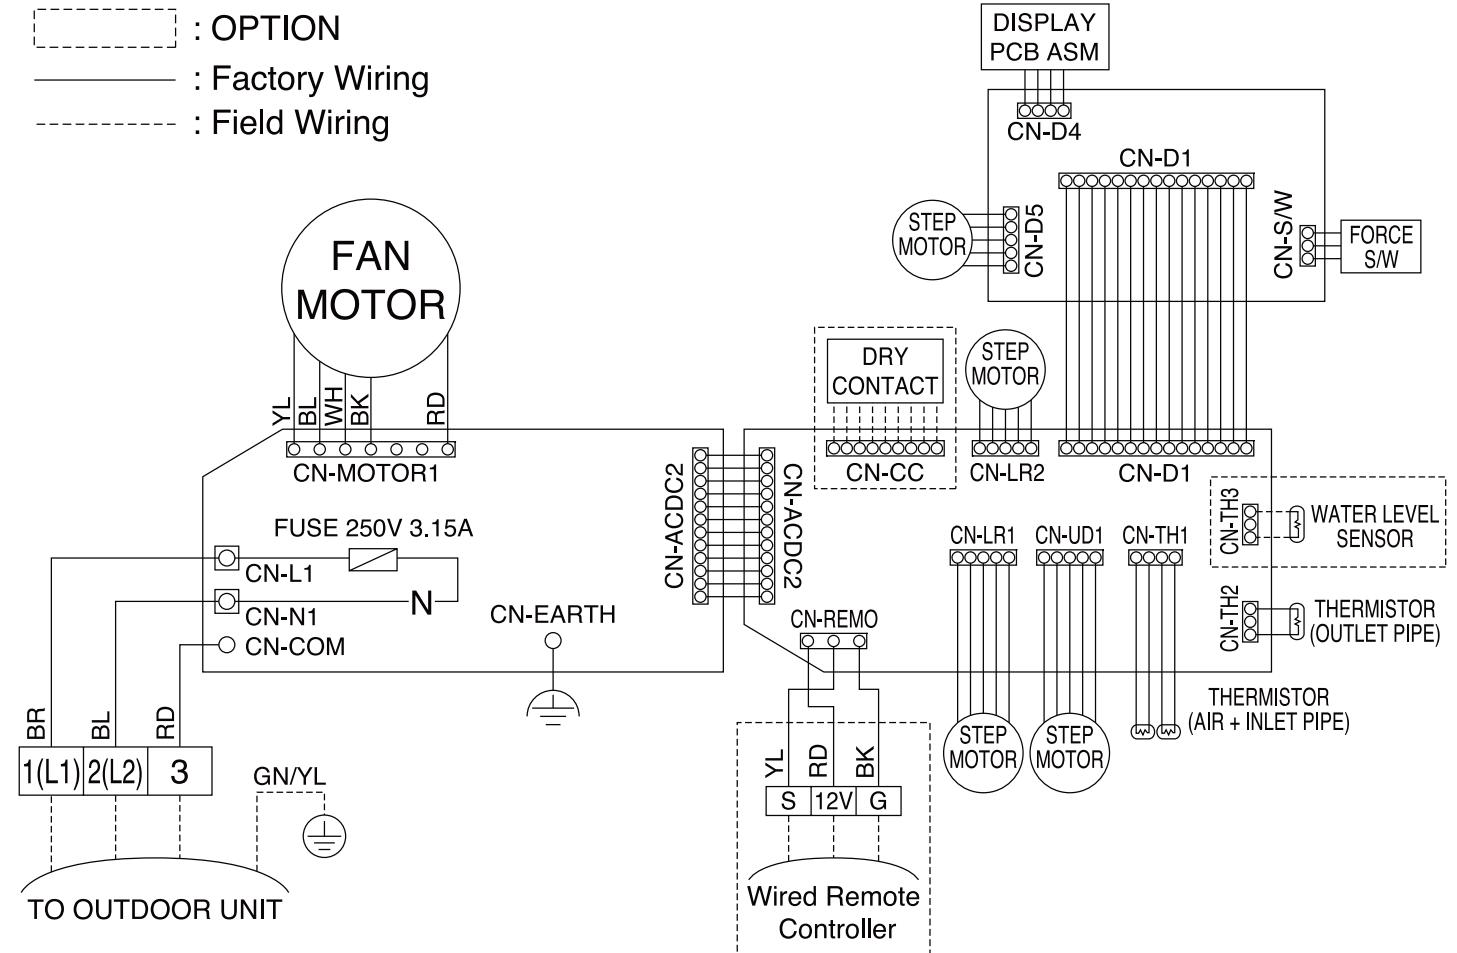 : OPTION
: Factory Wiring
: Field Wiring
DISPLAY
PCB ASM
CN-D4
CN-D1
STEP
MOTOR
CN-D5
CN-S/W
FORCE
S/W
FAN
MOTOR
YL
BL
WH
BK
RD
CN-MOTOR1
DRY
CONTACT
CN-CC
STEP
MOTOR
CN-LR2
CN-D1
CN-ACDC2
CN-ACDC2
FUSE 250V 3.15A
CN-L1
N
CN-N1
CN-COM
CN-EARTH
CN-LR1
CN-UD1
CN-TH1
CN-TH3
WATER LEVEL
SENSOR
CN-TH2
THERMISTOR
(OUTLET PIPE)
CN-REMO
THERMISTOR
(AIR + INLET PIPE)
STEP
MOTOR
STEP
MOTOR
BR
BL
RD
1(L1)
2(L2)
3
GN/YL
TO OUTDOOR UNIT
YL
RD
BK
S
12V
G
Wired Remote
Controller